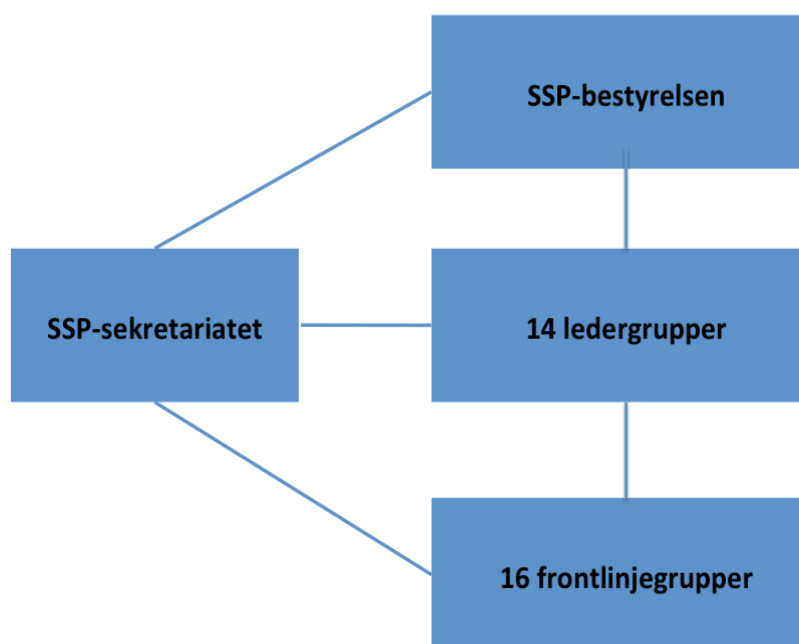 SSP-bestyrelsen
SSP-sekretariatet
14 ledergrupper
16 frontlinjegrupper